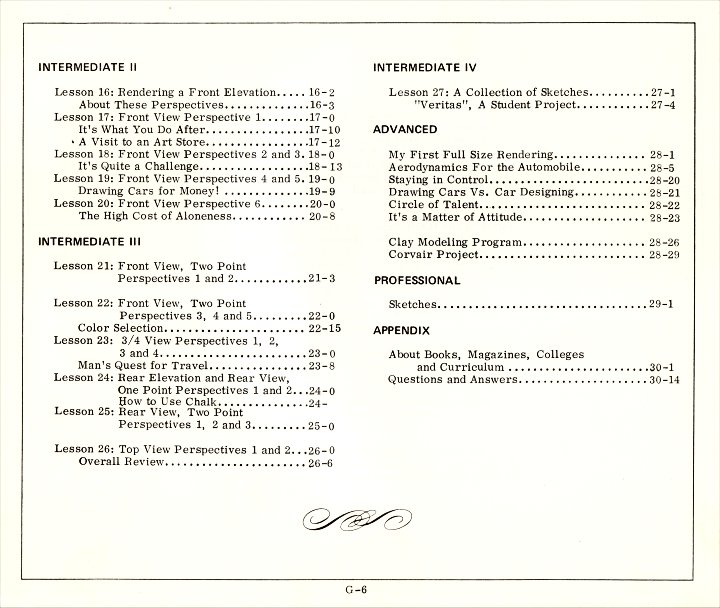 INTERMEDIATE II
Lesson 16: Rendering a Front Elevation..... 16-2
About These Perspectives..............16-3
Lesson 17: Front View Perspective 1........17-0
It's What You Do After.................17-10
A Visit to an Art Store.................17-12
Lesson 18: Front View Perspectives 2 and 3. 18-0
It's Quite a Challenge..................18-13
Lesson 19: Front View Perspectives 4 and 5. 19-0
Drawing Cars for Money! ..............19-9
Lesson 20: Front View Perspective 6........20-0
The High Cost of Aloneness............ 20-8
INTERMEDIATE III
Lesson 21: Front View, Two Point
Perspectives 1 and 2............21-3
Lesson 22: Front View, Two Point
Perspectives 3, 4 and 5.........22-0
Color Selection....................... 22-15
Lesson 23: 3/4 View Perspectives 1, 2,
3 and 4........................23-0
Man's Quest for Travel................23-8
Lesson 24: Rear Elevation and Rear View,
One Point Perspectives 1 and 2...24-0
How to Use Chalk...............24-
Lesson 25: Rear View, Two Point
Perspectives 1, 2 and 3.........25-0
Lesson 26: Top View Perspectives 1 and 2...26-0
Overall Review.......................26-6
INTERMEDIATE IV
Lesson 27: A Collection of Sketches..........27-1
"Veritas", A Student Project............27-4
ADVANCED
My First Full Size Rendering............... 28-1
Aerodynamics For the Automobile........... 28-5
Staying in Control..........................28-20
Drawing Cars Vs. Car Designing............ 28-21
Circle of Talent........................... 28-22
It's a Matter of Attitude.................... 28-23
Clay Modeling Program.................... 28-26
Corvair Project........................... 28-29
PROFESSIONAL
Sketches..................................29-1
APPENDIX
About Books, Magazines, Colleges
and Curriculum .......................30-1
Questions and Answers.....................30-14
G-6